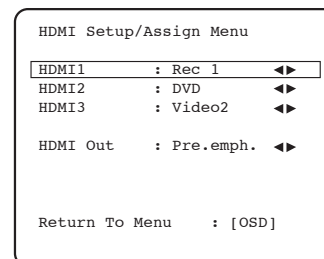 HDMI Setup/Assign Menu
HDMI1 : Rec 1 ◀▶
HDMI2 : DVD ◀▶
HDMI3 : Video2 ◀▶
HDMI Out : Pre.emph. ◀▶
Return To Menu : [OSD]